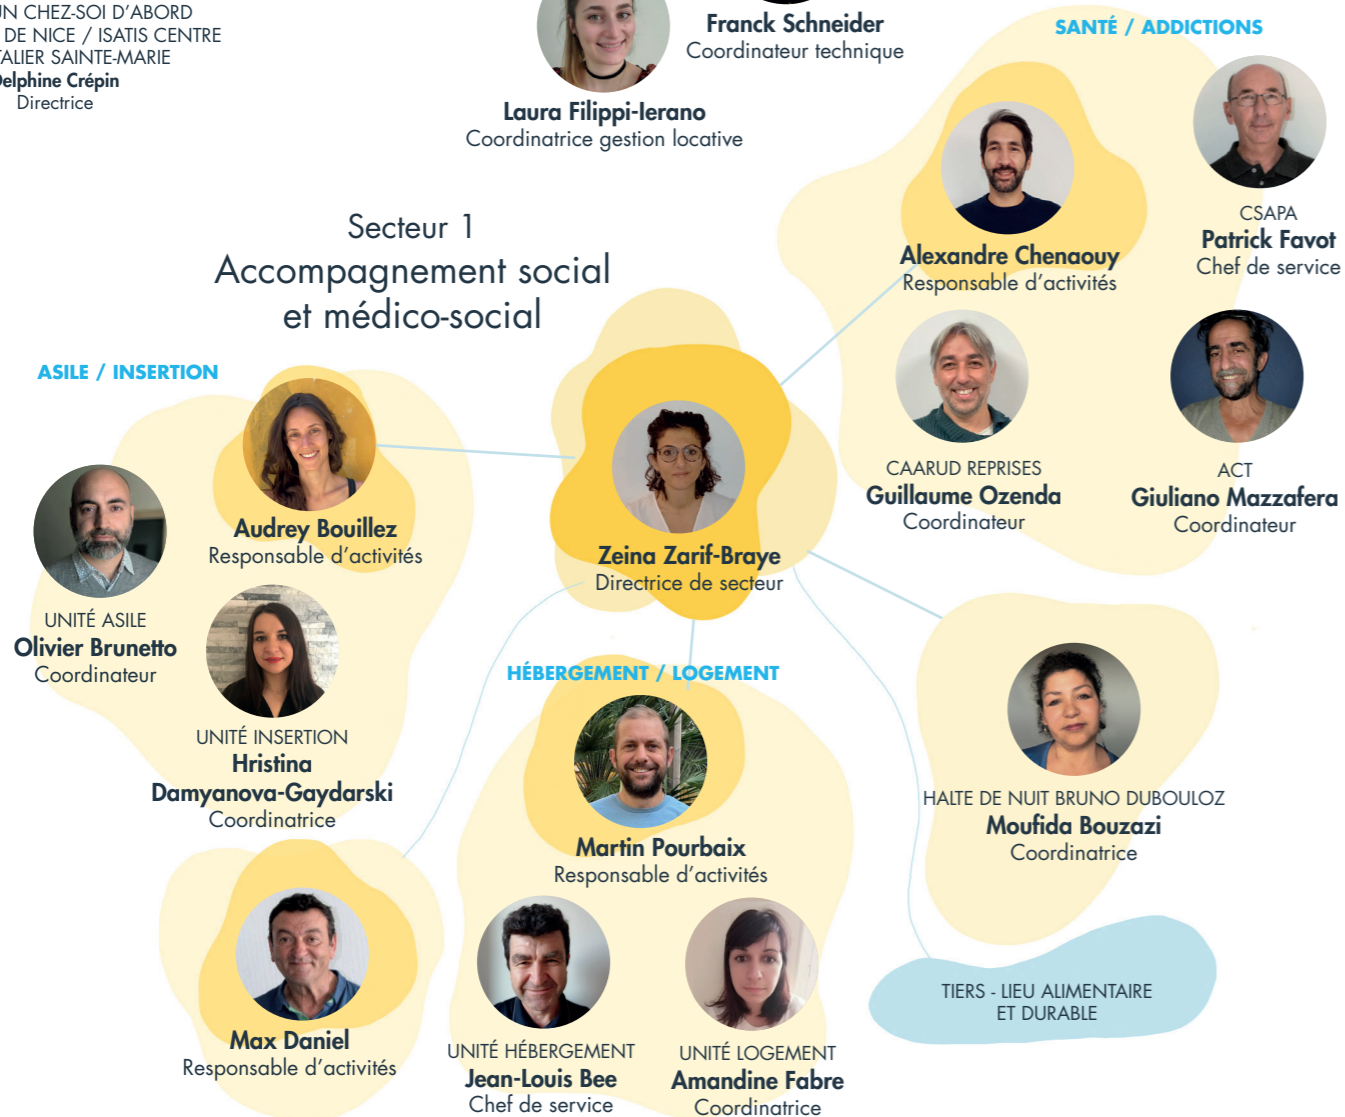 UN CHEZ-SOI D'ABORD
DE NICE / ISATIS CENTRE
SAINTE-MARIE
Delphine Crépin
Directrice
Laura Filippi-Ierano
Coordinatrice gestion locative
Franck Schneider
Coordinateur technique
SANTÉ / ADDICTIONS
Alexandre Chenaouy
Responsable d'activités
CSAPA
Patrick Favot
Chef de service
CAARUD REPRISES
Guillaume Ozenda
Coordinateur
ACT
Giuliano Mazzafera
Coordinateur
Secteur 1
Accompagnement social
et médico-social
ASILE / INSERTION
Audrey Bouillez
Responsable d'activités
Zeina Zarif-Braye
Directrice de secteur
UNITÉ ASILE
Olivier Brunetto
Coordinateur
UNITÉ INSERTION
Hristina
Damyanova-Gaydarski
Coordinatrice
HÉBERGEMENT / LOGEMENT
Martin Pourbaix
Responsable d'activités
HALTE DE NUIT BRUNO DUBOULOZ
Moufida Bouzazi
Coordinatrice
Max Daniel
Responsable d'activités
UNITÉ HÉBERGEMENT
Jean-Louis Bee
Chef de service
UNITÉ LOGEMENT
Amandine Fabre
Coordinatrice
TIERS - LIEU ALIMENTAIRE
ET DURABLE